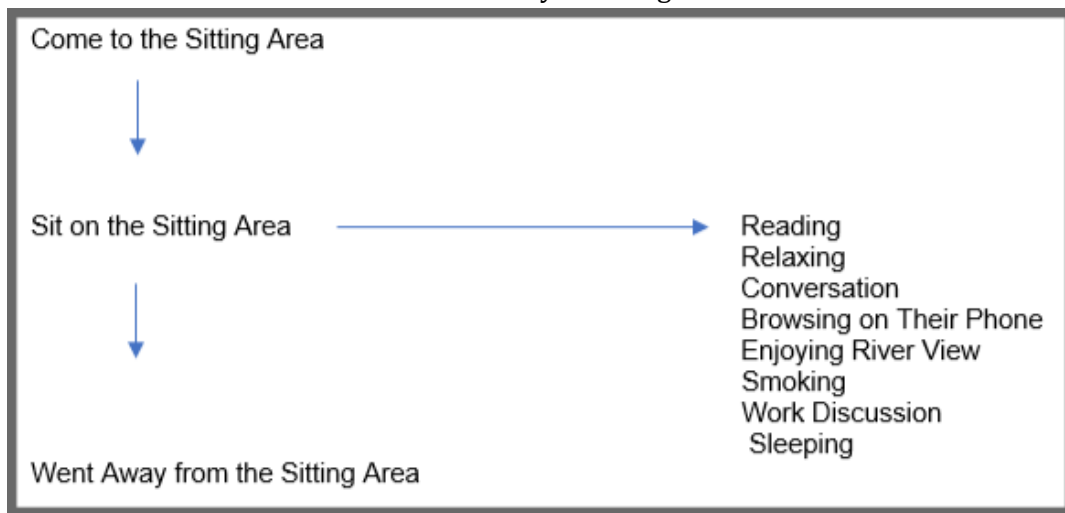 Come to the Sitting Area
Sit on the Sitting Area
Reading
Relaxing
Conversation
Browsing on Their Phone
Enjoying River View
Smoking
Work Discussion
Sleeping
Went Away from the Sitting Area